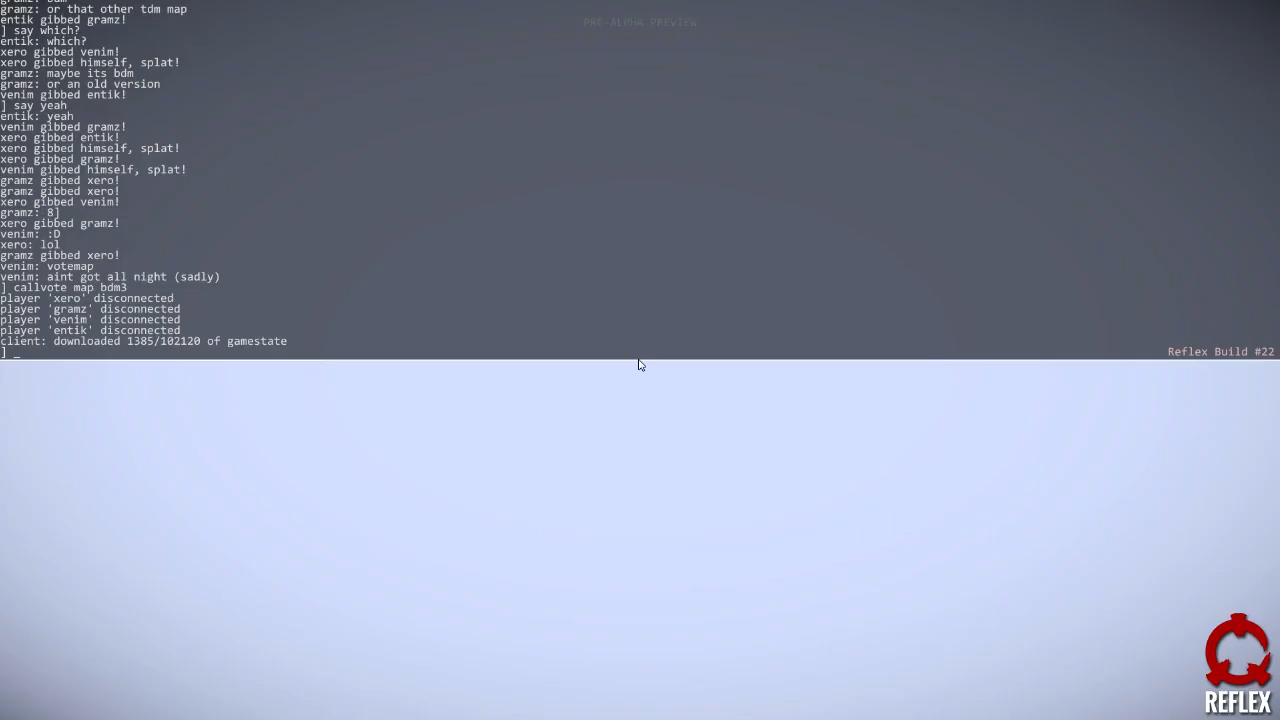 gramz: bdm
gramz: or that other tdm map
entik gibbed gramz!
] say which?
entik: which?
xero gibbed venim!
xero gibbed himself, splat!
gramz: maybe its bdm
gramz: or an old version
venim gibbed entik!
] say yeah
entik: yeah
venim gibbed gramz!
xero gibbed entik!
xero gibbed himself, splat!
xero gibbed gramz!
venim gibbed himself, splat!
gramz gibbed xero!
gramz gibbed xero!
xero gibbed venim!
gramz: 8]
xero gibbed gramz!
venim: :D
xero: lol
gramz gibbed xero!
venim: votemap
venim: aint got all night (sadly)
] callvote map bdm3
player 'xero' disconnected
player 'gramz' disconnected
player 'venim' disconnected
player 'entik' disconnected
client: downloaded 1385/102120 of gamestate
] _
PRE-ALPHA PREVIEW
Reflex Build #22
REFLEX